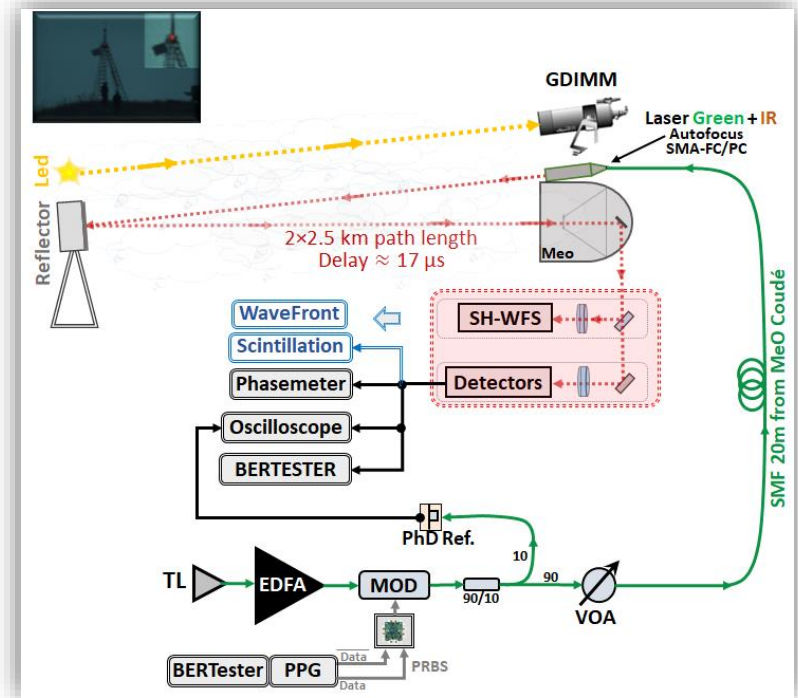 GDIMM
Laser Green + IR
Autofocus
SMA-FC/PC
Led
Reflector
Meo
2×2.5 km path length
Delay ≈ 17 µs
SMF 20m from MeO Coudé
WaveFront
SH-WFS
Scintillation
Phasemeter
Detectors
Oscilloscope
BERTESTER
PhD Ref.
10
TL
EDFA
MOD
90/10
90
VOA
Data
PRBS
BERTester
PPG
Data